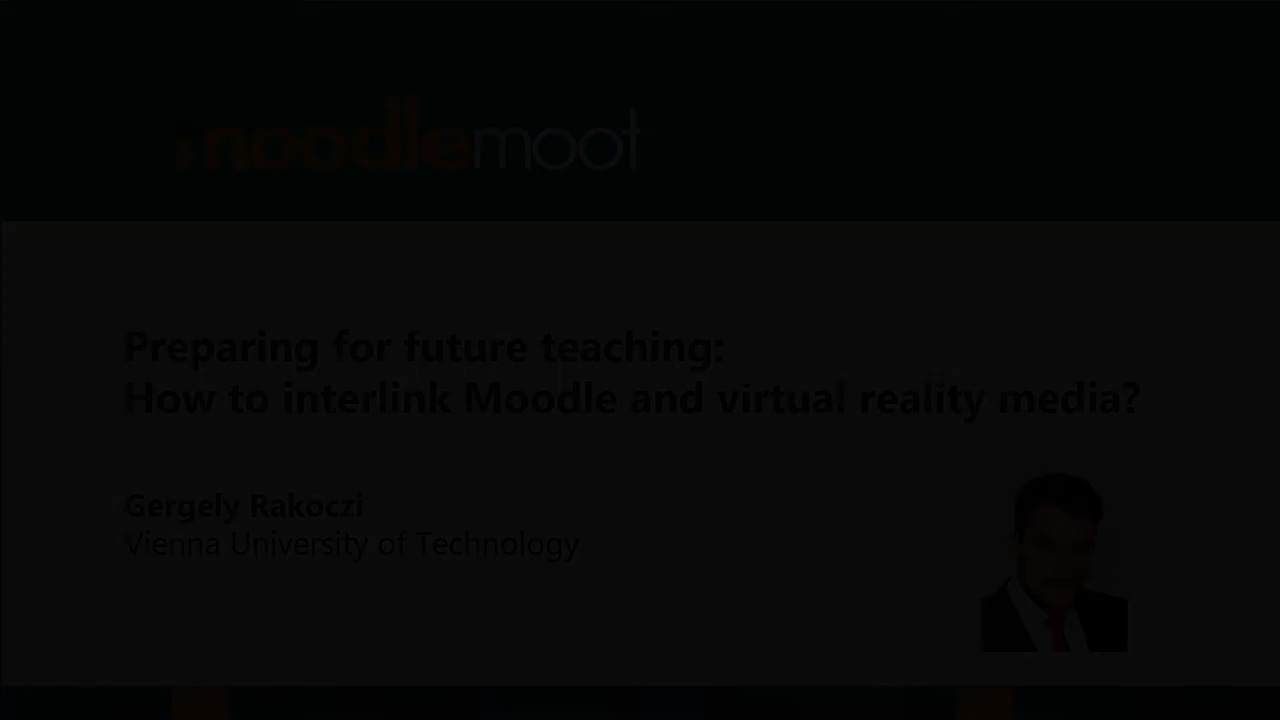 moodlemoot
Preparing for future teaching:
How to interlink Moodle and virtual reality media?
Gergely Rakoczi
Vienna University of Technology